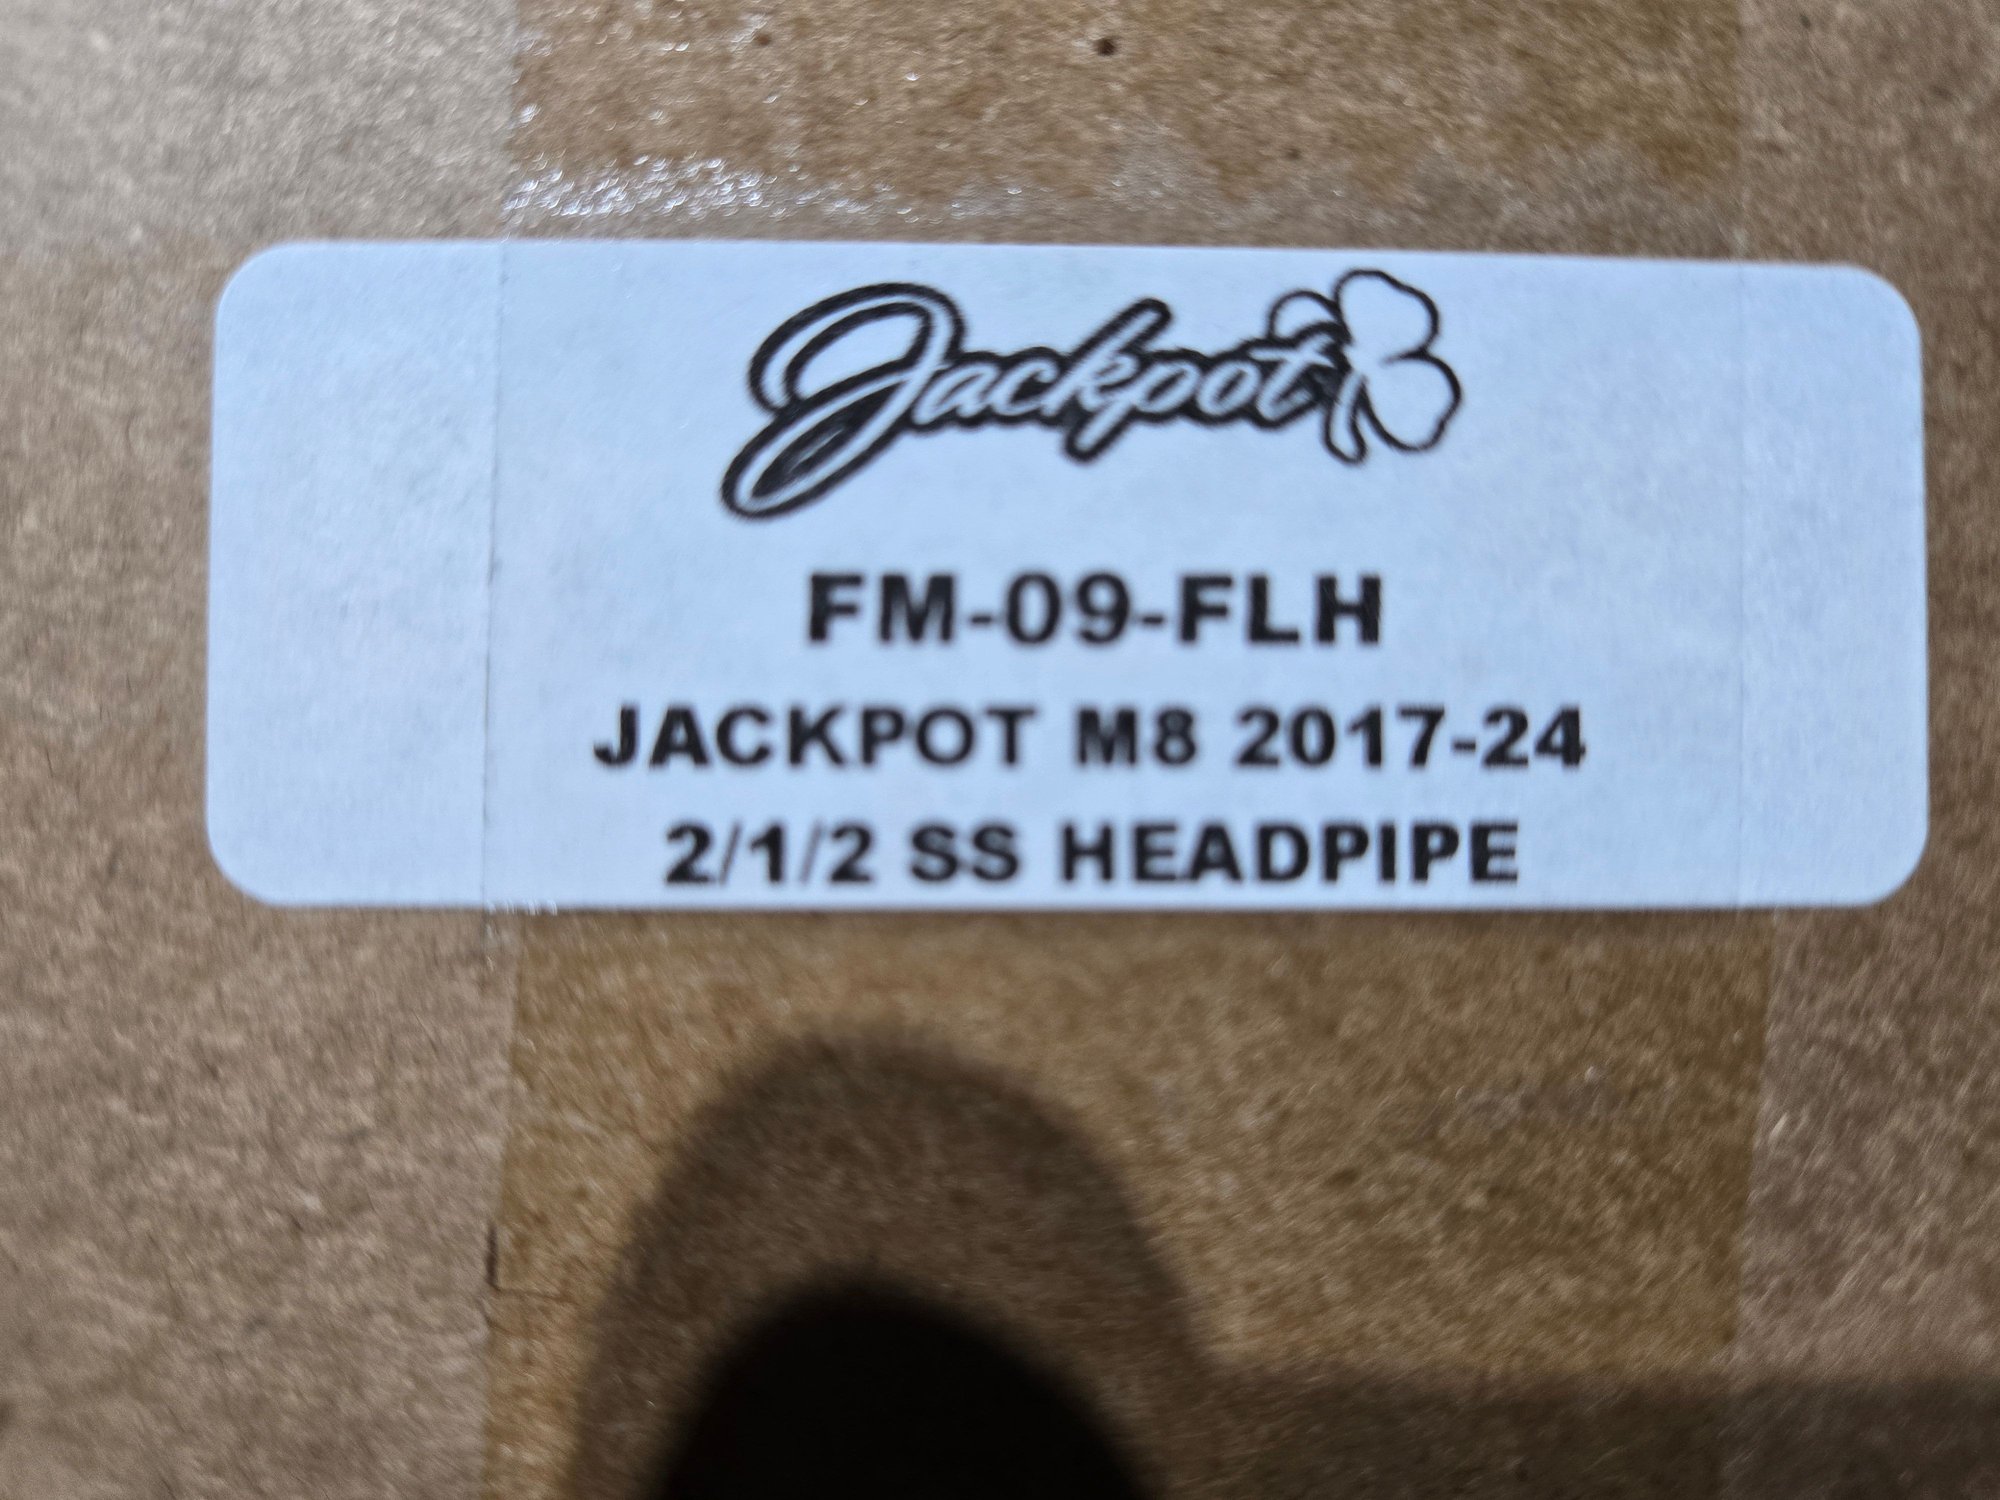 Jackpot
FM-09-FLH
JACKPOT M8 2017-24
2/1/2 SS HEADPIPE